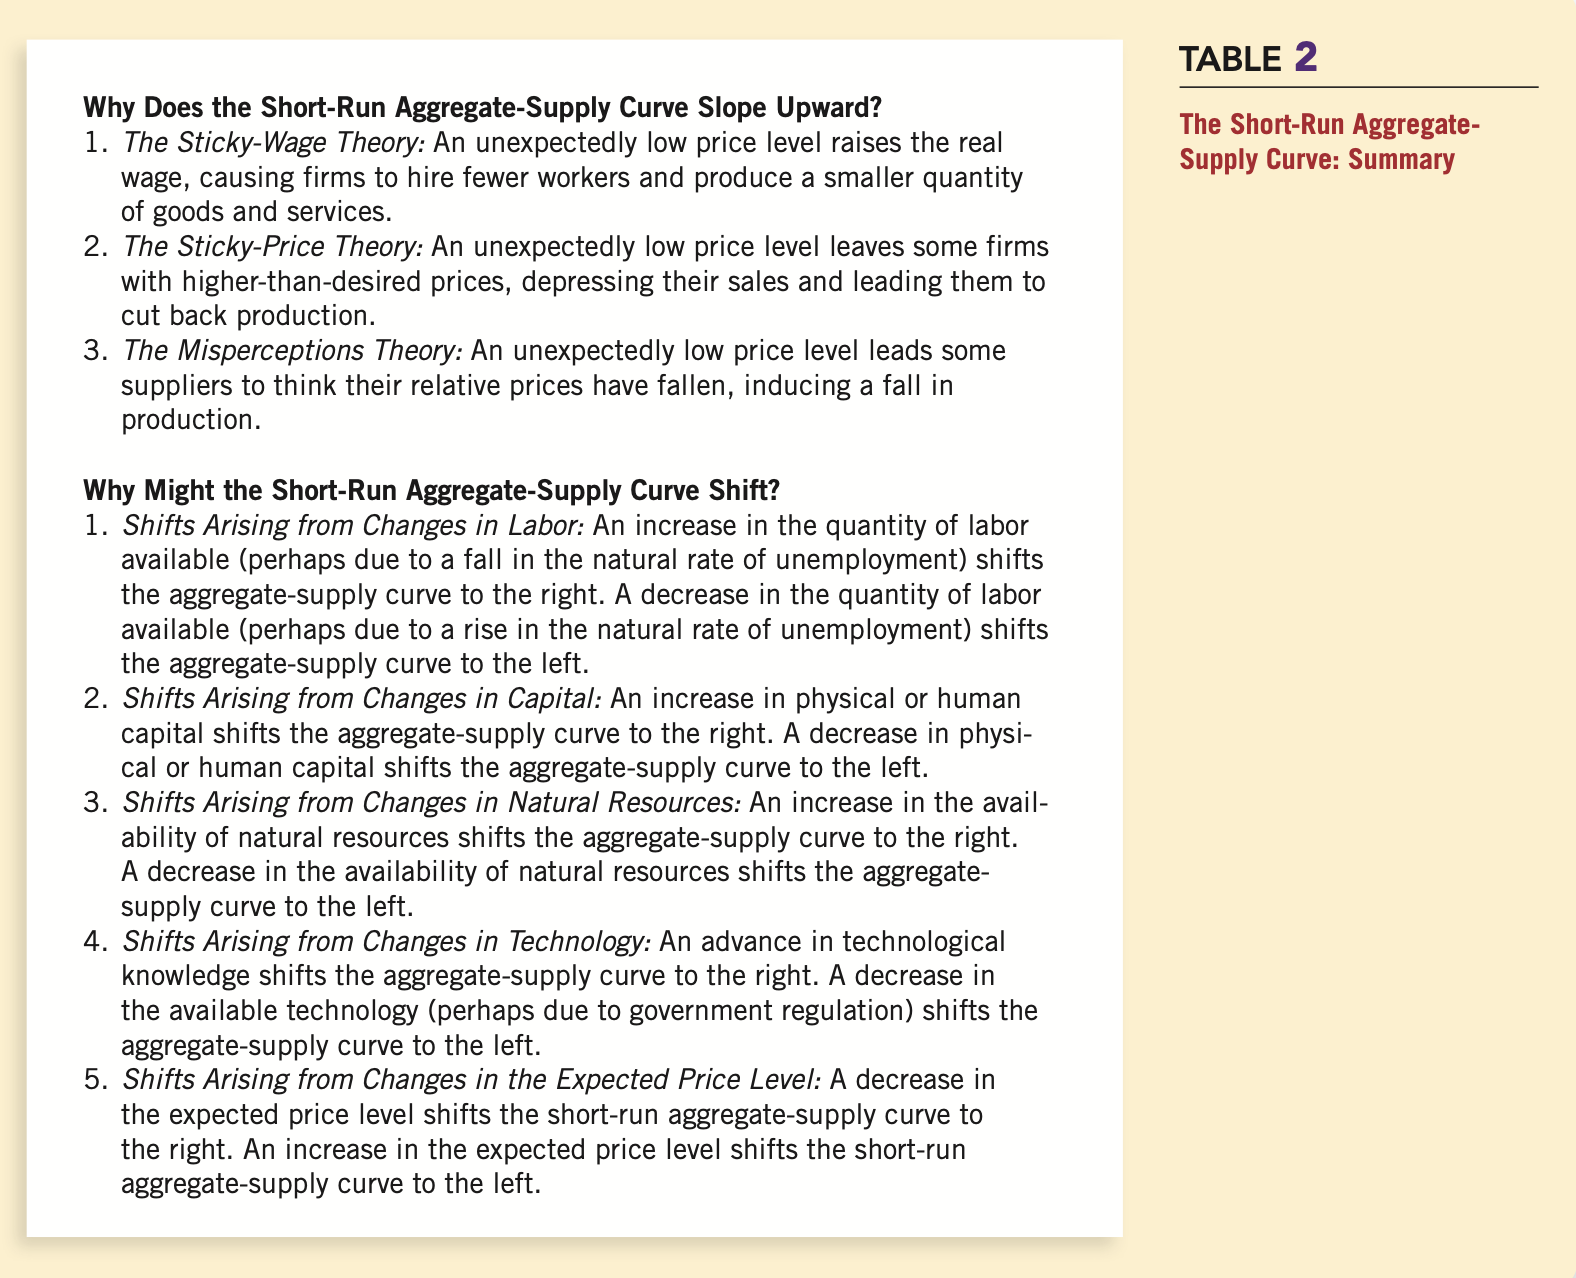 Why Does the Short-Run Aggregate-Supply Curve Slope Upward?
1. The Sticky-Wage Theory: An unexpectedly low price level raises the real
wage, causing firms to hire fewer workers and produce a smaller quantity
of goods and services.
2. The Sticky-Price Theory: An unexpectedly low price level leaves some firms
with higher-than-desired prices, depressing their sales and leading them to
cut back production.
3. The Misperceptions Theory: An unexpectedly low price level leads some
suppliers to think their relative prices have fallen, inducing a fall in
production.
Why Might the Short-Run Aggregate-Supply Curve Shift?
1. Shifts Arising from Changes in Labor: An increase in the quantity of labor
available (perhaps due to a fall in the natural rate of unemployment) shifts
the aggregate-supply curve to the right. A decrease in the quantity of labor
available (perhaps due to a rise in the natural rate of unemployment) shifts
the aggregate-supply curve to the left.
2. Shifts Arising from Changes in Capital: An increase in physical or human
capital shifts the aggregate-supply curve to the right. A decrease in physi-
cal or human capital shifts the aggregate-supply curve to the left.
3. Shifts Arising from Changes in Natural Resources: An increase in the avail-
ability of natural resources shifts the aggregate-supply curve to the right.
A decrease in the availability of natural resources shifts the aggregate-
supply curve to the left.
4. Shifts Arising from Changes in Technology: An advance in technological
knowledge shifts the aggregate-supply curve to the right. A decrease in
the available technology (perhaps due to government regulation) shifts the
aggregate-supply curve to the left.
5. Shifts Arising from Changes in the Expected Price Level: A decrease in
the expected price level shifts the short-run aggregate-supply curve to
the right. An increase in the expected price level shifts the short-run
aggregate-supply curve to the left.
TABLE 2
The Short-Run Aggregate-
Supply Curve: Summary